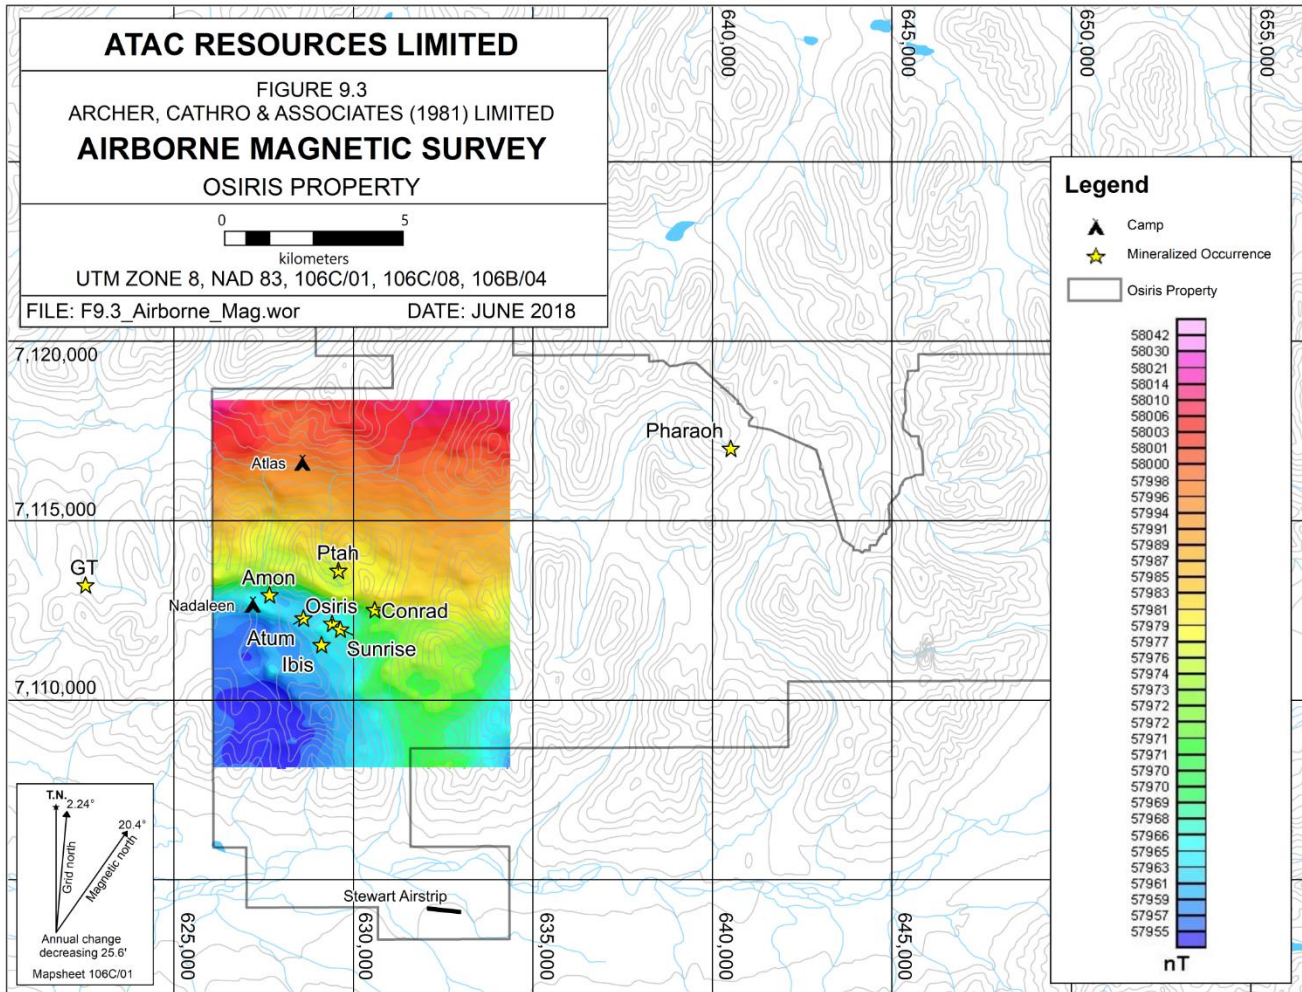 ATAC RESOURCES LIMITED
FIGURE 9.3
ARCHER, CATHRO & ASSOCIATES (1981) LIMITED
AIRBORNE MAGNETIC SURVEY
OSIRIS PROPERTY
0 5
kilometers
UTM ZONE 8, NAD 83, 106C/01, 106C/08, 106B/04
FILE: F9.3_Airborne_Mag.wor DATE: JUNE 2018
640,000
645,000
650,000
655,000
Legend
Camp
Mineralized Occurrence
Osiris Property
58042
58030
58021
58014
58010
58006
58003
58001
58000
57998
57996
57994
57991
57989
57987
57985
57983
57981
57979
57977
57976
57974
57973
57972
57972
57971
57971
57970
57970
57969
57968
57966
57965
57963
57961
57959
57957
57955
nT
7,120,000
7,115,000
7,110,000
Pharaoh
Atlas
GT
Ptah
Amon
Nadaleen
Osiris
Conrad
Atum
Sunrise
Ibis
Stewart Airstrip
625,000
630,000
635,000
640,000
645,000
T.N.
2.24°
20.4°
Grid north
Magnetic north
Annual change
decreasing 25.6'
Mapsheet 106C/01